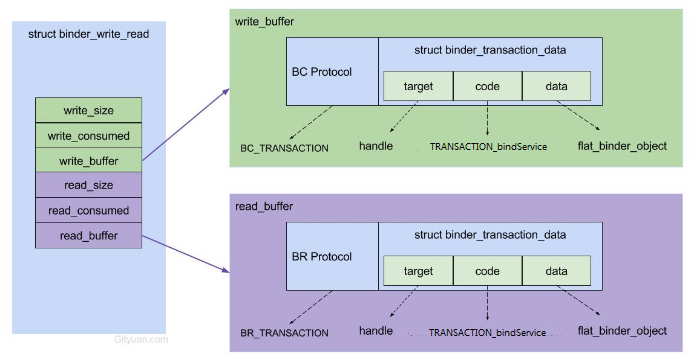 struct binder_write_read
write_size
write_consumed
write_buffer
read_size
read_consumed
read_buffer
Gityuan.com
write_buffer
BC Protocol
struct binder_transaction_data
target
code
data
BC_TRANSACTION
handle
TRANSACTION_bindService
flat_binder_object
read_buffer
BR Protocol
struct binder_transaction_data
target
code
data
BR_TRANSACTION
handle
TRANSACTION_bindService
flat_binder_object